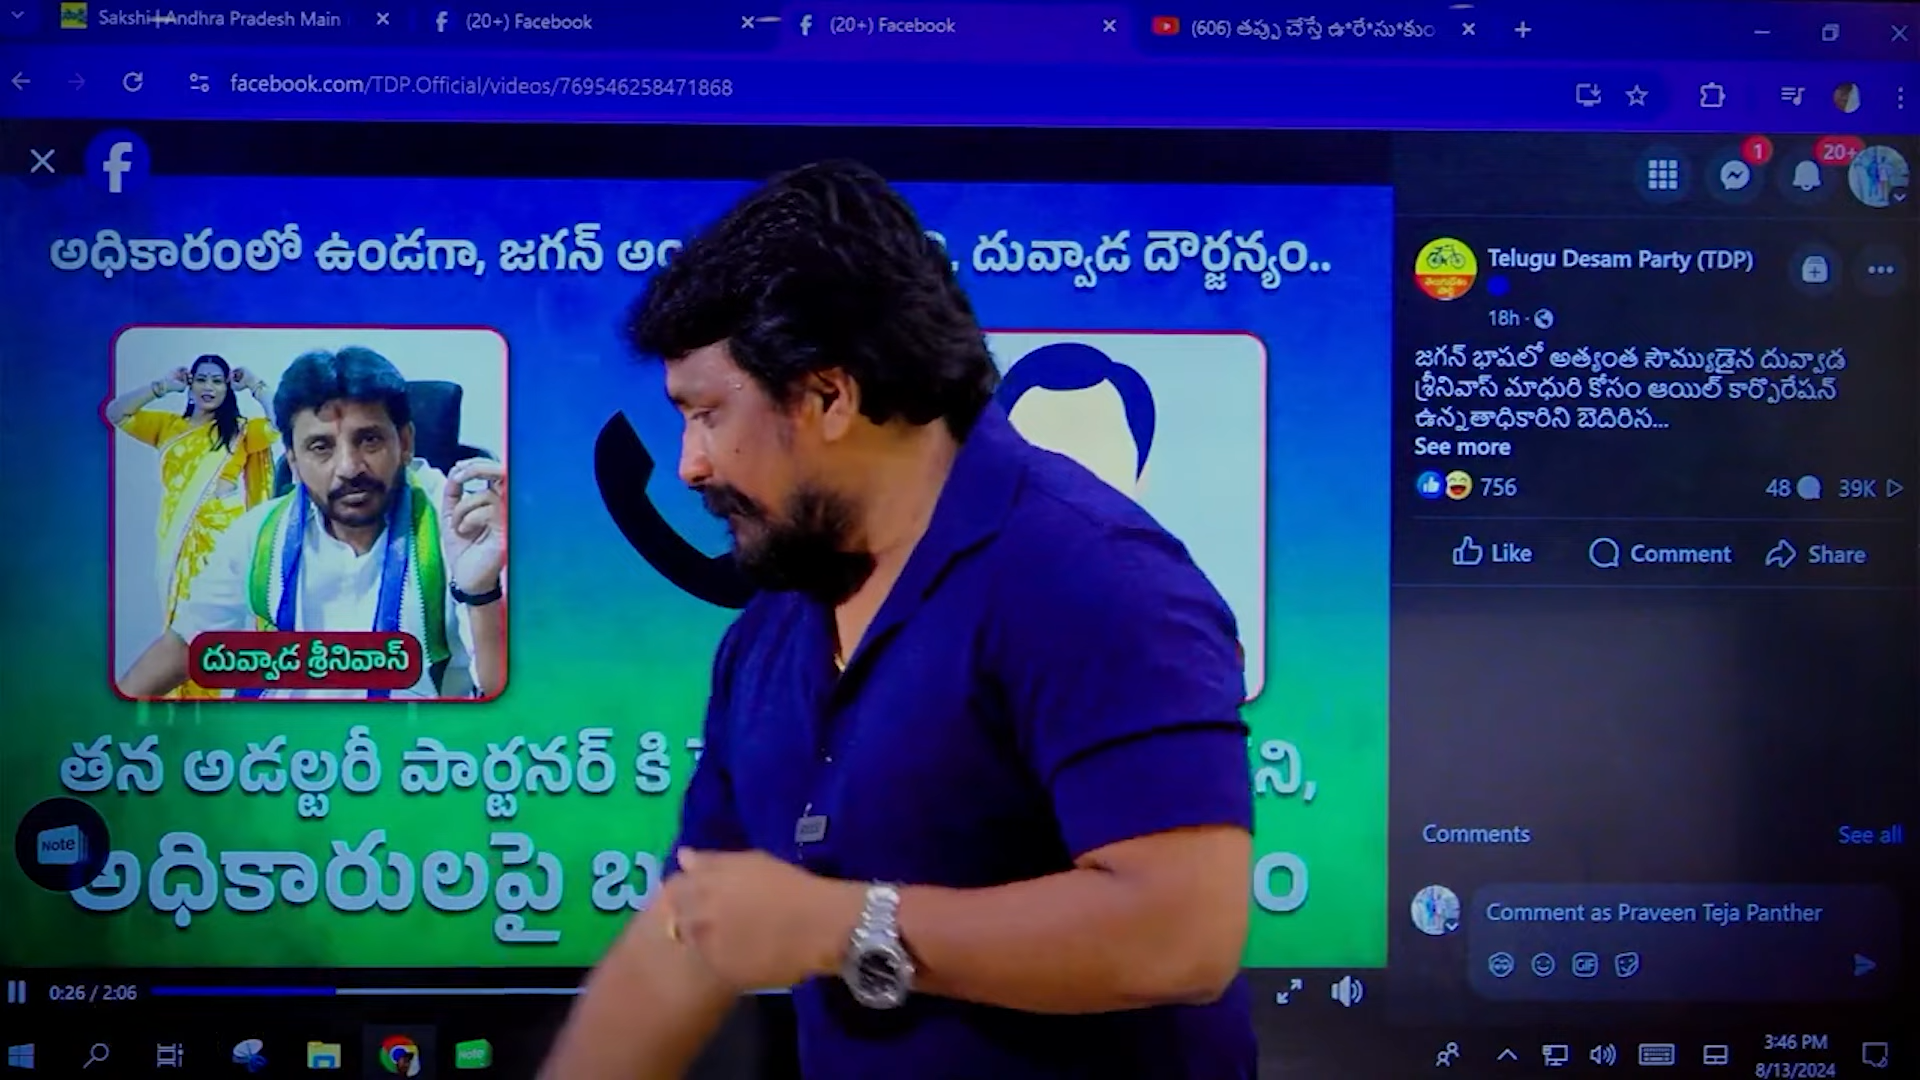 Sakshi | Andhra Pradesh Main
(20+) Facebook
(20+) Facebook
(606) తప్పు చేస్తే ఉ*రే*సు*కుం
facebook.com/TDP.Official/videos/769546258471868
1
20+
అధికారంలో ఉండగా, జగన్ దువ్వాడ దౌర్జన్యం..
దువ్వాడ శ్రీనివాస్
తన అడల్టరీ పార్టనర్ కి ని,
అధికారులపై
Telugu Desam Party (TDP)
18h
జగన్ భాషలో అత్యంత సౌమ్యుడైన దువ్వాడ
శ్రీనివాస్ మాధురి కోసం ఆయిల్ కార్పొరేషన్
ఉన్నతాధికారిని బెదిరిస...
See more
756
48
39K
Like
Comment
Share
Comments
See all
Comment as Praveen Teja Panther
GIF
Note
0:26 / 2:06
Note
3:46 PM
8/13/2024